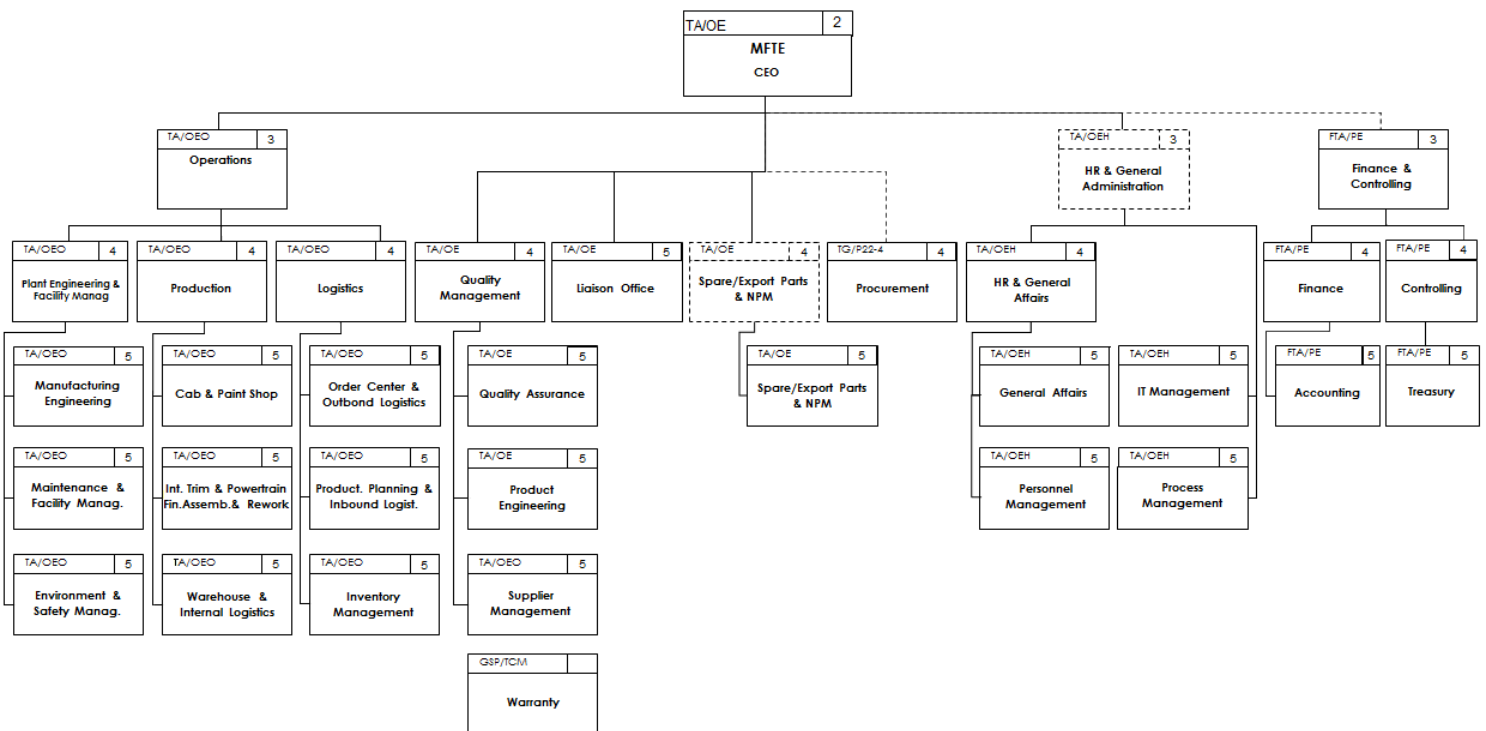 TA/OE 2
MFTE
CEO
TA/OEO 3
Operations
TA/OEH 3
HR & General
Administration
FTA/PE 3
Finance &
Controlling
TA/OEO 4
Plant Engineering &
Facility Manag
TA/OEO 4
Production
TA/OEO 4
Logistics
TA/OE 4
Quality
Management
TA/OE 5
Liaison Office
TA/OE 4
Spare/Export Parts
& NPM
TG/P22-4 4
Procurement
TA/OEH 4
HR & General
Affairs
FTA/PE 4
Finance
FTA/PE 4
Controlling
TA/OEO 5
Manufacturing
Engineering
TA/OEO 5
Cab & Paint Shop
TA/OEO 5
Order Center &
Outbond Logistics
TA/OE 5
Quality Assurance
TA/OE 5
Spare/Export Parts
& NPM
TA/OEH 5
General Affairs
TA/OEH 5
IT Management
FTA/PE 5
Accounting
FTA/PE 5
Treasury
TA/OEO 5
Maintenance &
Facility Manag.
TA/OEO 5
Int. Trim & Powertrain
Fin.Assemb.& Rework
TA/OEO 5
Product. Planning &
Inbound Logist.
TA/OE 5
Product
Engineering
TA/OEH 5
Personnel
Management
TA/OEH 5
Process
Management
TA/OEO 5
Environment &
Safety Manag.
TA/OEO 5
Warehouse &
Internal Logistics
TA/OEO 5
Inventory
Management
TA/OEO 5
Supplier
Management
GSP/TCM
Warranty